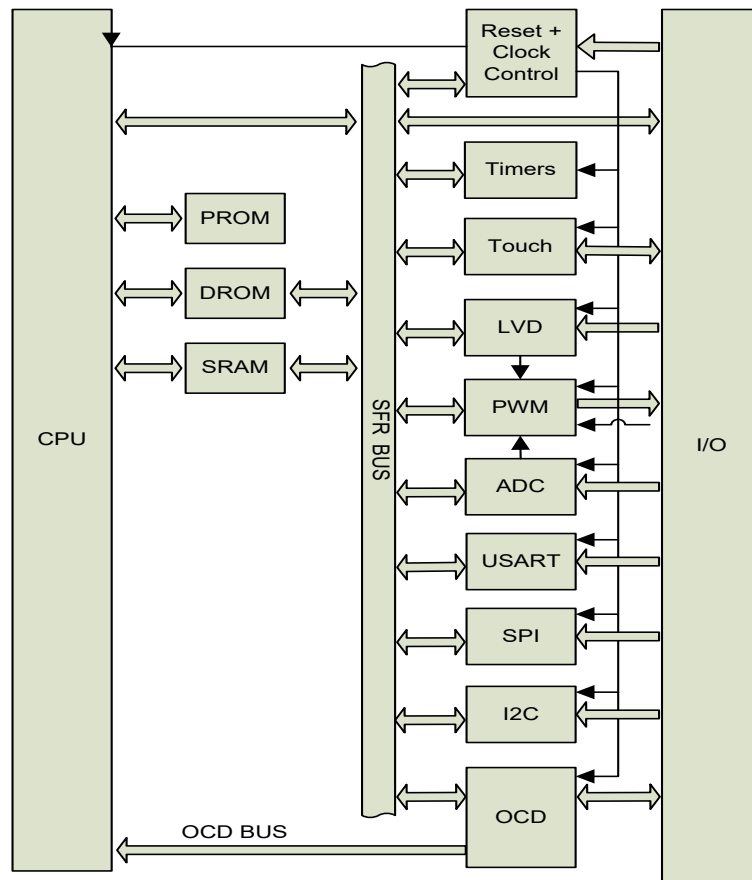 Reset +
Clock
Control
Timers
PROM
Touch
DROM
LVD
SRAM
PWM
SFR BUS
CPU
I/O
ADC
USART
SPI
I2C
OCD
OCD BUS